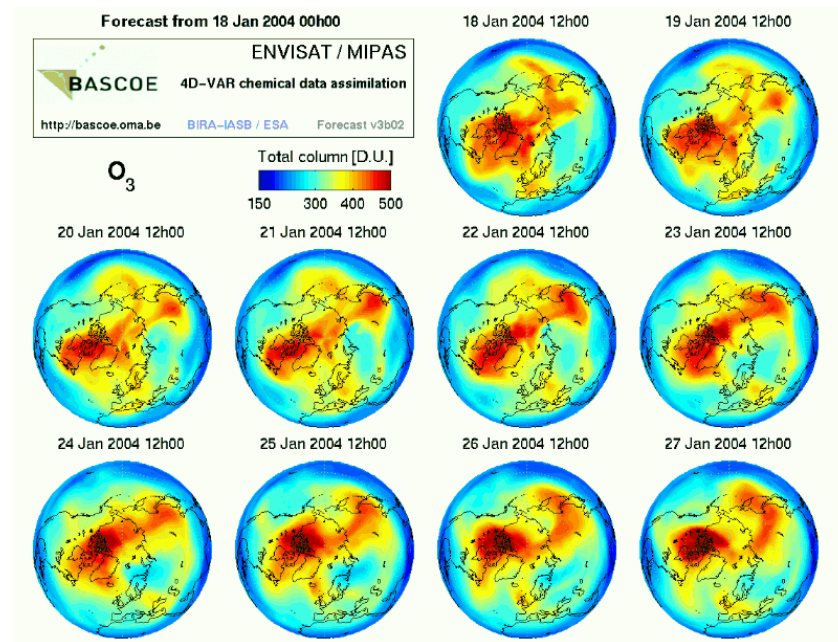 Forecast from 18 Jan 2004 00h00
BASCOE
ENVISAT / MIPAS
4D-VAR chemical data assimilation
http://bascoe.oma.be BIRA-IASB / ESA Forecast v3b02
O3
Total column [D.U.]
150 300 400 500
18 Jan 2004 12h00 19 Jan 2004 12h00
20 Jan 2004 12h00 21 Jan 2004 12h00 22 Jan 2004 12h00 23 Jan 2004 12h00
24 Jan 2004 12h00 25 Jan 2004 12h00 26 Jan 2004 12h00 27 Jan 2004 12h00